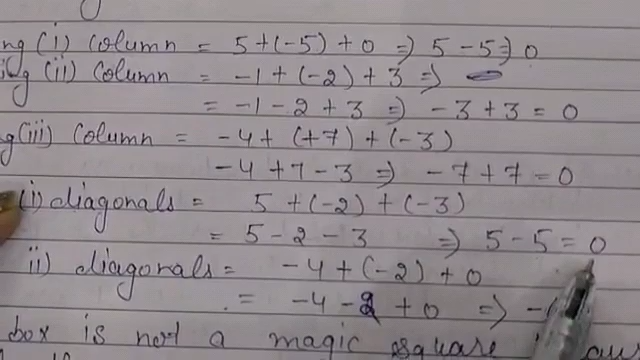 ng (i) column = 5+(-5)+0 ⇒ 5-5⇒0
g (ii) column = -1+(-2)+3 ⇒
= -1-2+3 ⇒ -3+3=0
g (iii) column = -4+(+7)+(-3)
-4+7-3 ⇒ -7+7=0
(i) diagonals = 5+(-2)+(-3)
= 5-2-3 ⇒ 5-5=0
ii) diagonals = -4+(-2)+0
= -4-2+0 ⇒ -
box is not a magic square